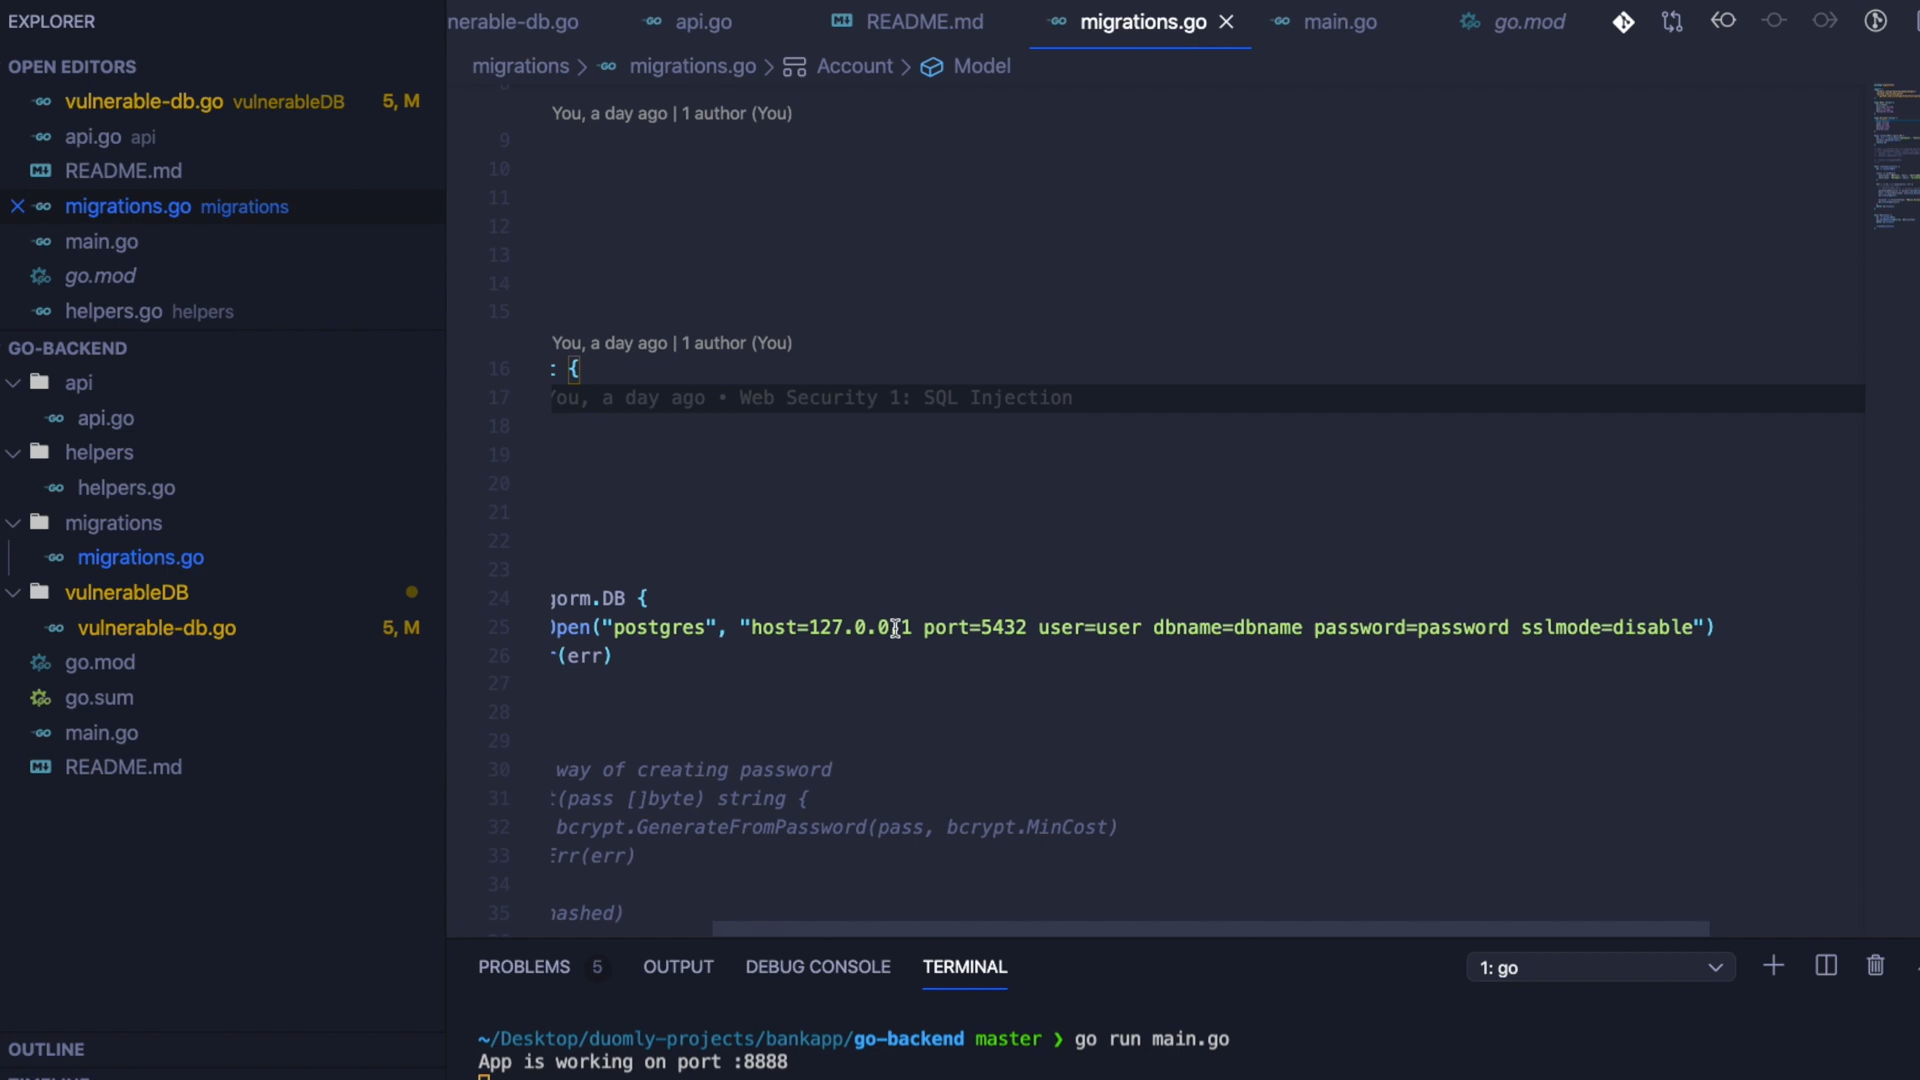 EXPLORER
OPEN EDITORS
vulnerable-db.go vulnerableDB 5, M
api.go api
README.md
migrations.go migrations
main.go
go.mod
helpers.go helpers
GO-BACKEND
api
api.go
helpers
helpers.go
migrations
migrations.go
vulnerableDB
vulnerable-db.go 5, M
go.mod
go.sum
main.go
README.md
OUTLINE
nerable-db.go api.go README.md migrations.go main.go go.mod
migrations > migrations.go > Account > Model
You, a day ago | 1 author (You)
9
10
11
12
13
14
15
You, a day ago | 1 author (You)
16 : {
17 You, a day ago • Web Security 1: SQL Injection
18
19
20
21
22
23
24 gorm.DB {
25 Open("postgres", "host=127.0.0.1 port=5432 user=user dbname=dbname password=password sslmode=disable")
26 (err)
27
28
29
30 way of creating password
31 (pass []byte) string {
32 bcrypt.GenerateFromPassword(pass, bcrypt.MinCost)
33 Err(err)
34
35 hashed)
PROBLEMS 5 OUTPUT DEBUG CONSOLE TERMINAL 1: go
~/Desktop/duomly-projects/bankapp/go-backend master ❯ go run main.go
App is working on port :8888